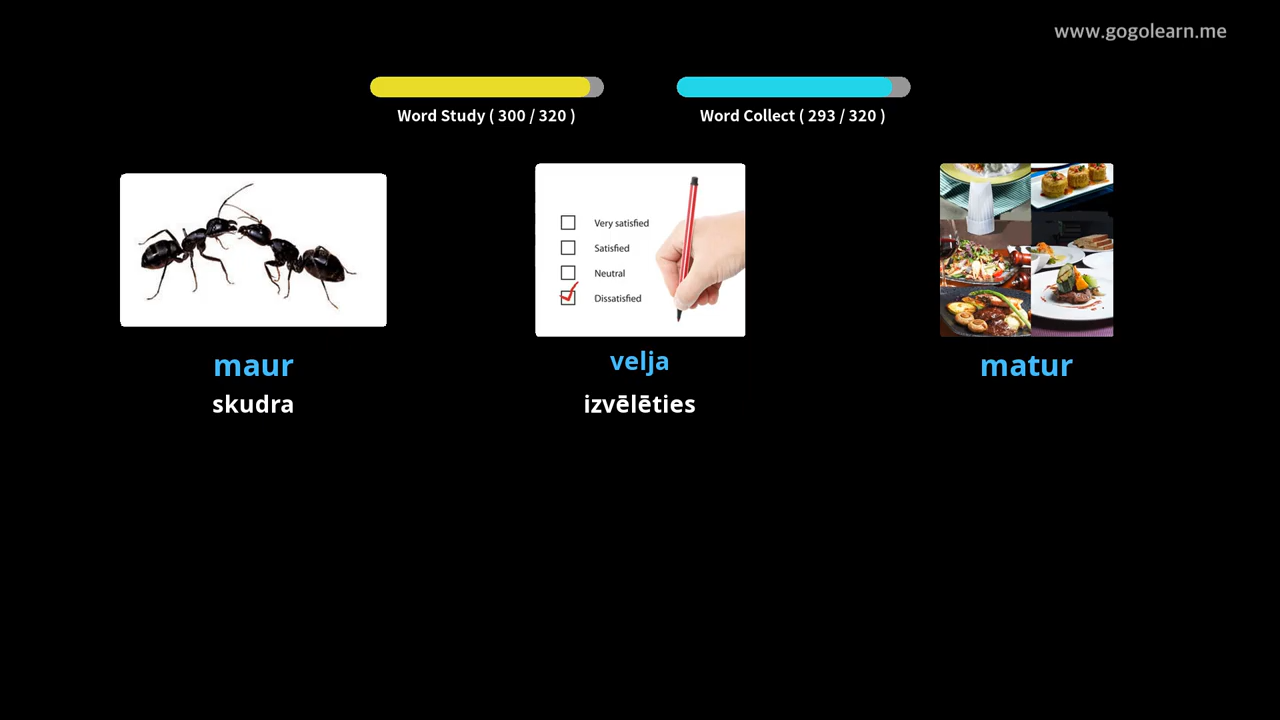 www.gogolearn.me
Word Study ( 300 / 320 )
Word Collect ( 293 / 320 )
Very satisfied
Satisfied
Neutral
Dissatisfied
maur
velja
matur
skudra
izvēlēties